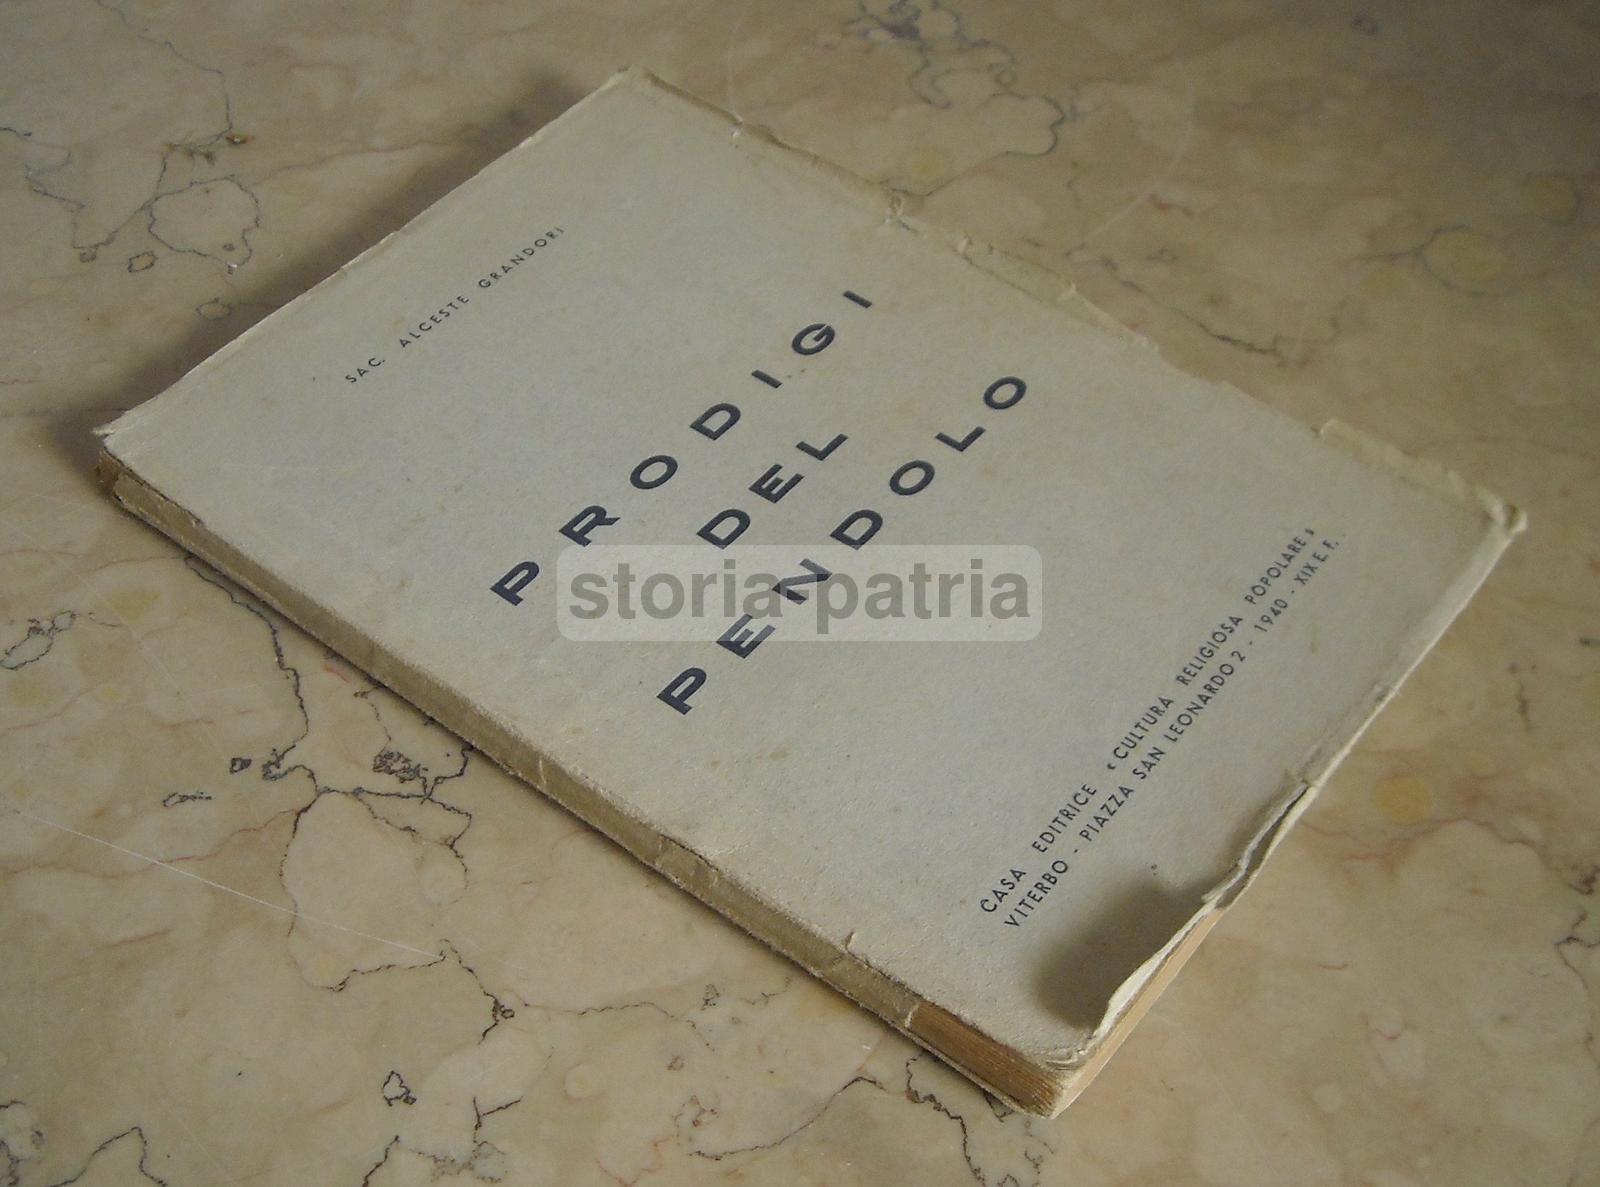 SAC. ALCESTE GRANDORI
PRODIGI
DEL
PENDOLO
storia-patria
CASA EDITRICE « CULTURA RELIGIOSA POPOLARE »
VITERBO - PIAZZA SAN LEONARDO 2 - 1940 - XIX E. F.